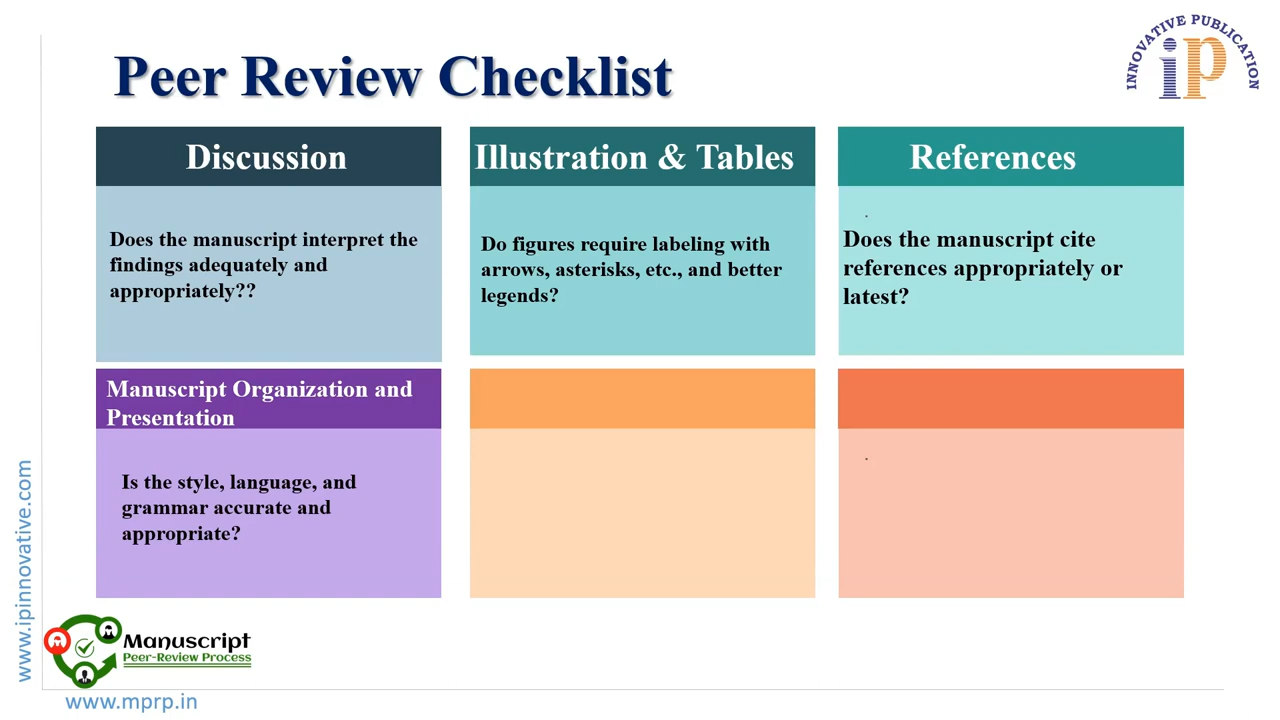 Peer Review Checklist
INNOVATIVE PUBLICATION
iP
Discussion
Does the manuscript interpret the
findings adequately and
appropriately??
Illustration & Tables
Do figures require labeling with
arrows, asterisks, etc., and better
legends?
References
.
Does the manuscript cite
references appropriately or
latest?
Manuscript Organization and
Presentation
Is the style, language, and
grammar accurate and
appropriate?
.
www.ipinnovative.com
Manuscript
Peer-Review Process
www.mprp.in